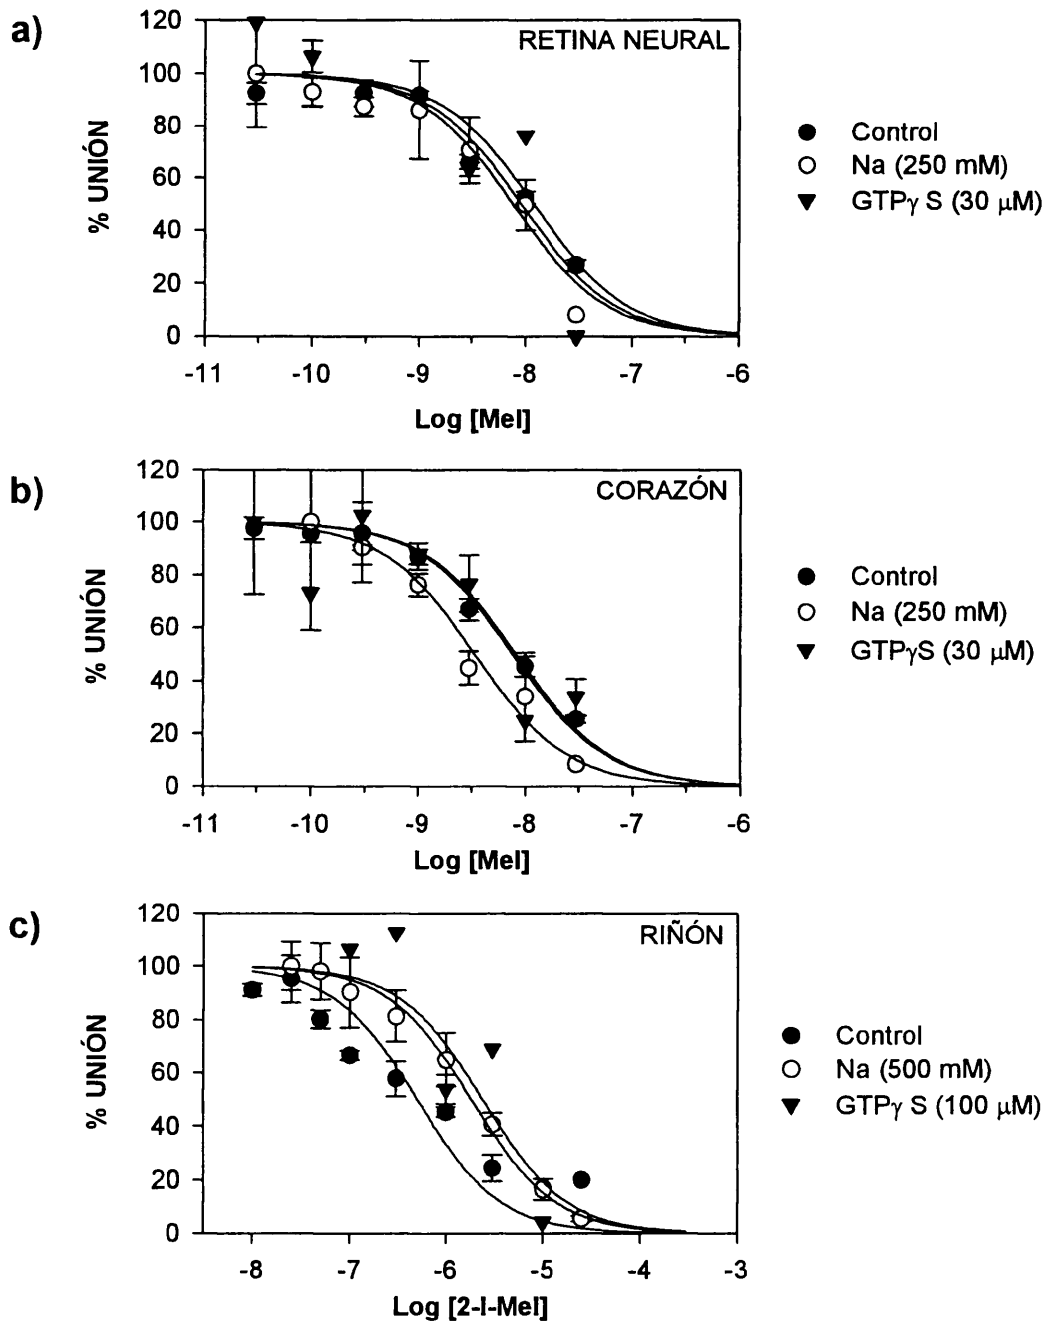 a)
RETINA NEURAL
120
100
80
60
40
20
0
% UNIÓN
-11 -10 -9 -8 -7 -6
Log [Mel]
Control
Na (250 mM)
GTPγ S (30 μM)
b)
CORAZÓN
120
100
80
60
40
20
0
% UNIÓN
-11 -10 -9 -8 -7 -6
Log [Mel]
Control
Na (250 mM)
GTPγS (30 μM)
c)
RIÑÓN
120
100
80
60
40
20
0
% UNIÓN
-8 -7 -6 -5 -4 -3
Log [2-I-Mel]
Control
Na (500 mM)
GTPγ S (100 μM)